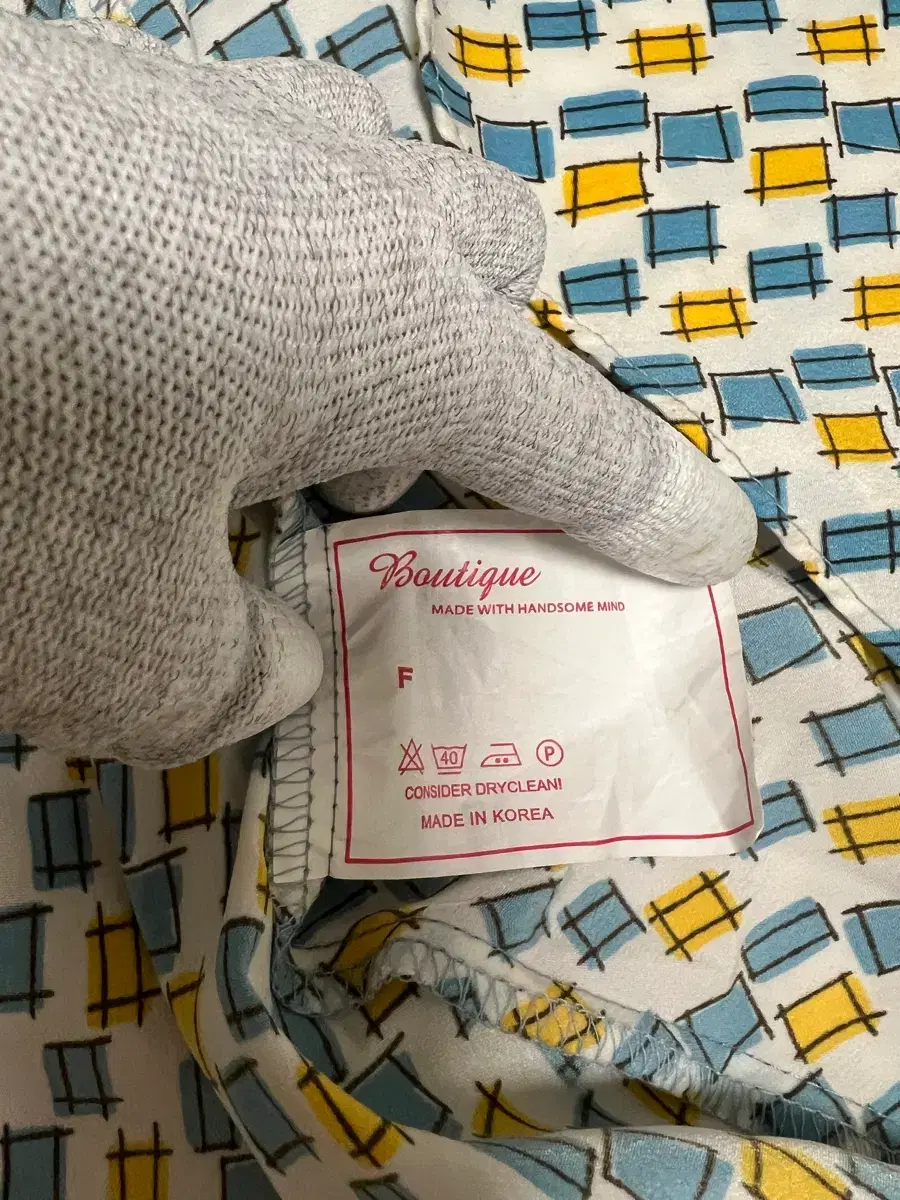 Boutique
MADE WITH HANDSOME MIND
F
40 P
CONSIDER DRYCLEAN!
MADE IN KOREA